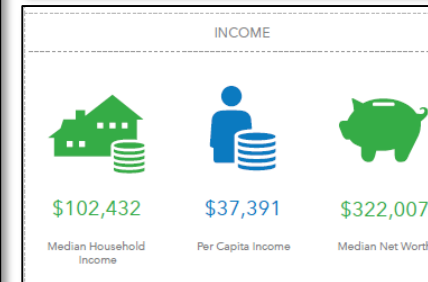 INCOME
$102,432
$37,391
$322,007
Median Household
Income
Per Capita Income
Median Net Worth